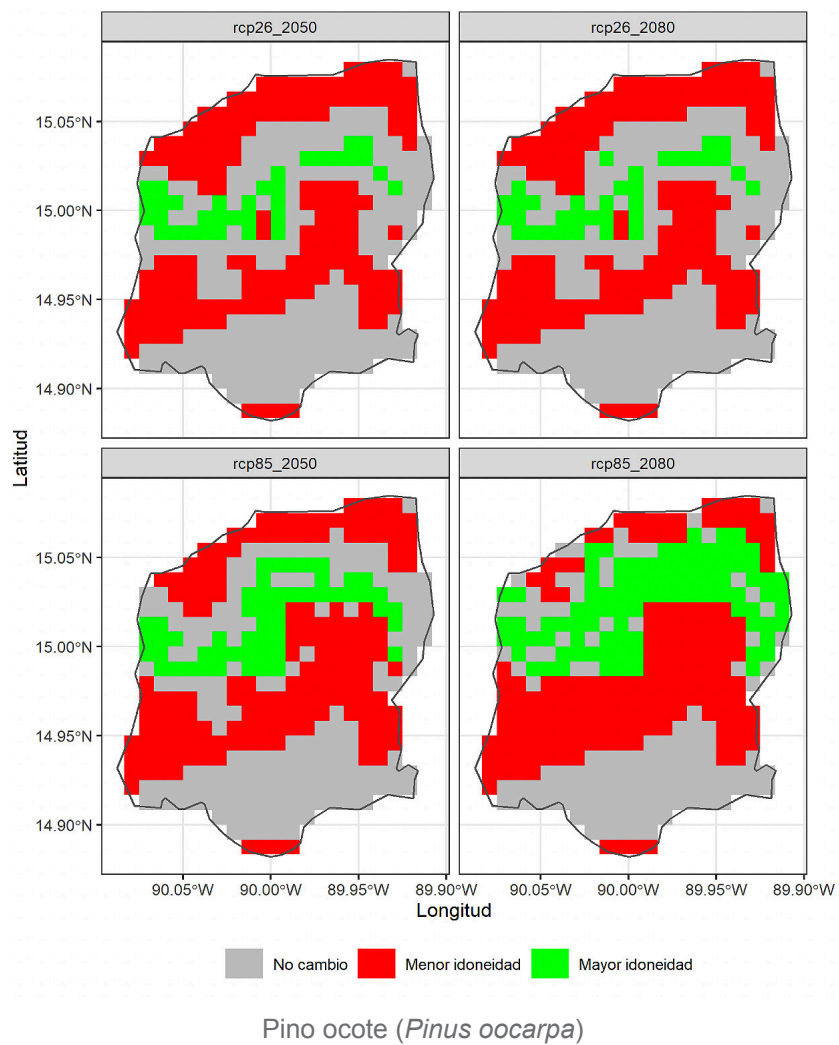 rcp26_2050
rcp26_2080
15.05°N
15.00°N
14.95°N
14.90°N
Latitud
rcp85_2050
rcp85_2080
15.05°N
15.00°N
14.95°N
14.90°N
90.05°W 90.00°W 89.95°W 89.90°W 90.05°W 90.00°W 89.95°W 89.90°W
Longitud
No cambio Menor idoneidad Mayor idoneidad
Pino ocote (Pinus oocarpa)